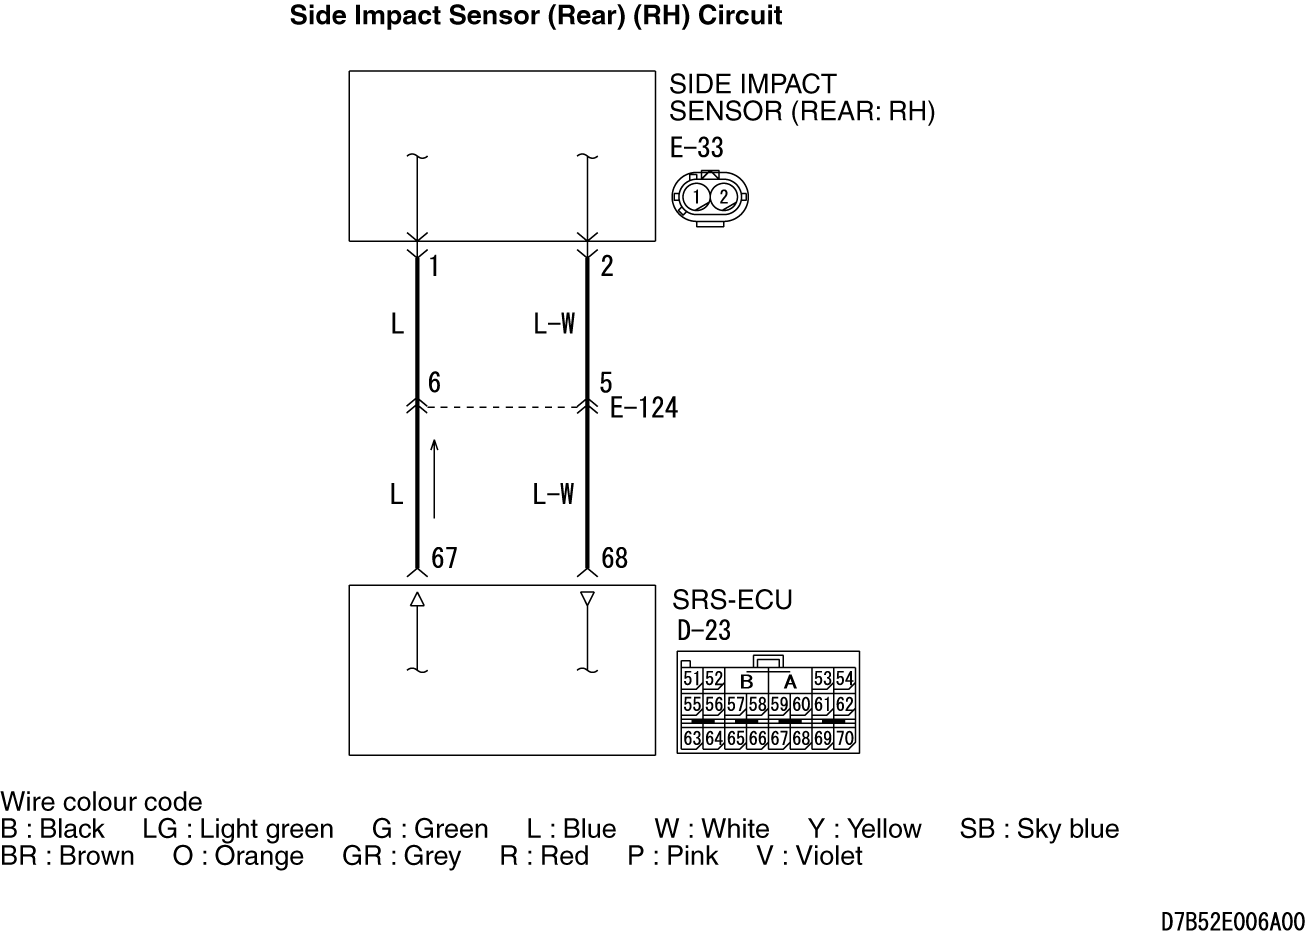 Side Impact Sensor (Rear) (RH) Circuit
SIDE IMPACT
SENSOR (REAR: RH)
E-33
1 2
1 2
L L-W
6 5
E-124
L L-W
67 68
SRS-ECU
D-23
51 52 B A 53 54
55 56 57 58 59 60 61 62
63 64 65 66 67 68 69 70
Wire colour code
B : Black LG : Light green G : Green L : Blue W : White Y : Yellow SB : Sky blue
BR : Brown O : Orange GR : Grey R : Red P : Pink V : Violet
D7B52E006A00